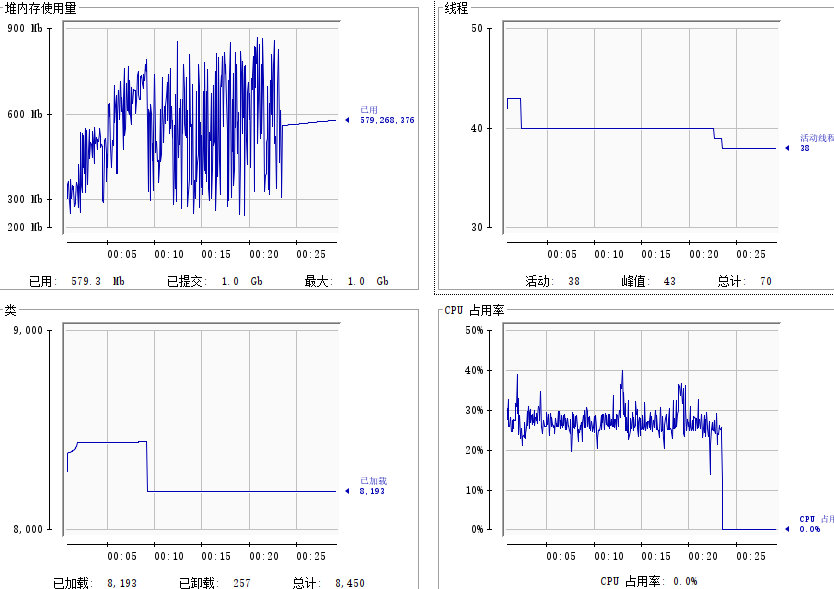 堆内存使用量
900 Mb
600 Mb
300 Mb
200 Mb
已用
579,268,376
00:05 00:10 00:15 00:20 00:25
已用: 579.3 Mb 已提交: 1.0 Gb 最大: 1.0 Gb
线程
50
40
30
活动线程
38
00:05 00:10 00:15 00:20 00:25
活动: 38 峰值: 43 总计: 70
类
9,000
8,000
已加载
8,193
00:05 00:10 00:15 00:20 00:25
已加载: 8,193 已卸载: 257 总计: 8,450
CPU 占用率
50%
40%
30%
20%
10%
0%
CPU 占用
0.0%
00:05 00:10 00:15 00:20 00:25
CPU 占用率: 0.0%